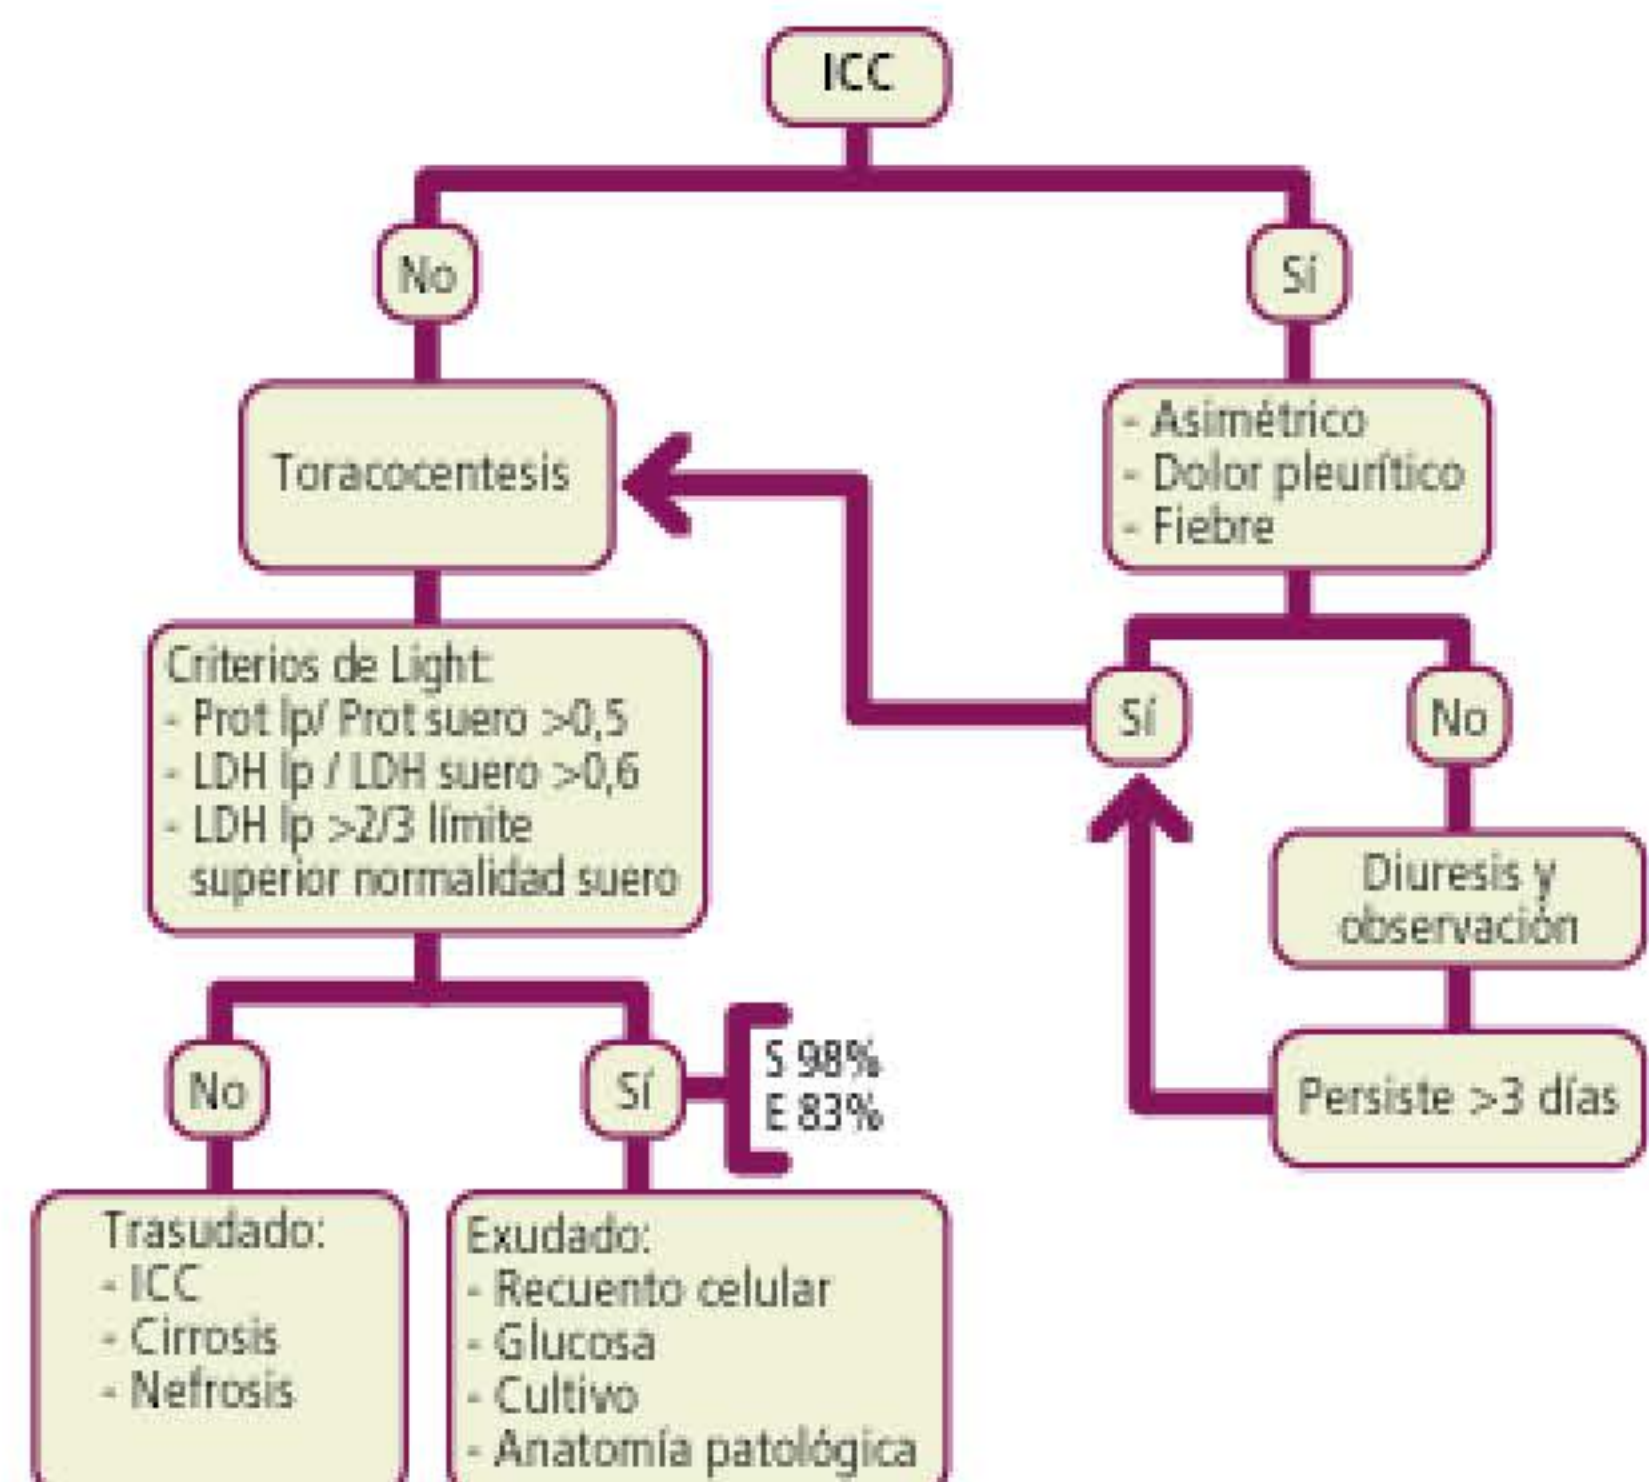 ICC
No
Sí
Toracocentesis
- Asimétrico
- Dolor pleurítico
- Fiebre
Criterios de Light:
- Prot lp/ Prot suero >0,5
- LDH lp / LDH suero >0,6
- LDH lp >2/3 límite
superior normalidad suero
Sí
No
Diuresis y
observación
Persiste >3 días
No
Sí
S 98%
E 83%
Trasudado:
- ICC
- Cirrosis
- Nefrosis
Exudado:
- Recuento celular
- Glucosa
- Cultivo
- Anatomía patológica